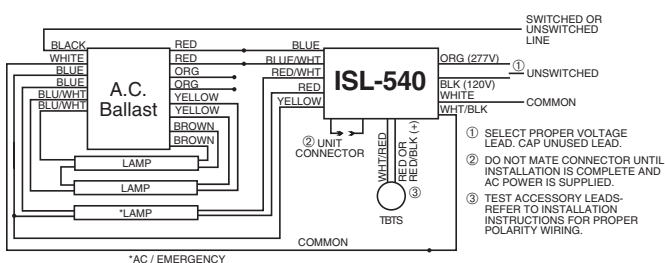 SWITCHED OR
UNSWITCHED
LINE
BLACK
WHITE
BLUE
BLUE
BLU/WHT
BLU/WHT
A.C.
Ballast
RED
RED
ORG
ORG
YELLOW
YELLOW
BROWN
BROWN
BLUE
BLUE/WHT
RED/WHT
RED
YELLOW
ISL-540
ORG (277V)
① UNSWITCHED
BLK (120V)
WHITE
COMMON
WHT/BLK
② UNIT
CONNECTOR
WHT/RED
RED OR
RED/BLK (+)
③
TBTS
LAMP
LAMP
*LAMP
COMMON
*AC / EMERGENCY
① SELECT PROPER VOLTAGE
LEAD. CAP UNUSED LEAD.
② DO NOT MATE CONNECTOR UNTIL
INSTALLATION IS COMPLETE AND
AC POWER IS SUPPLIED.
③ TEST ACCESSORY LEADS-
REFER TO INSTALLATION
INSTRUCTIONS FOR PROPER
POLARITY WIRING.